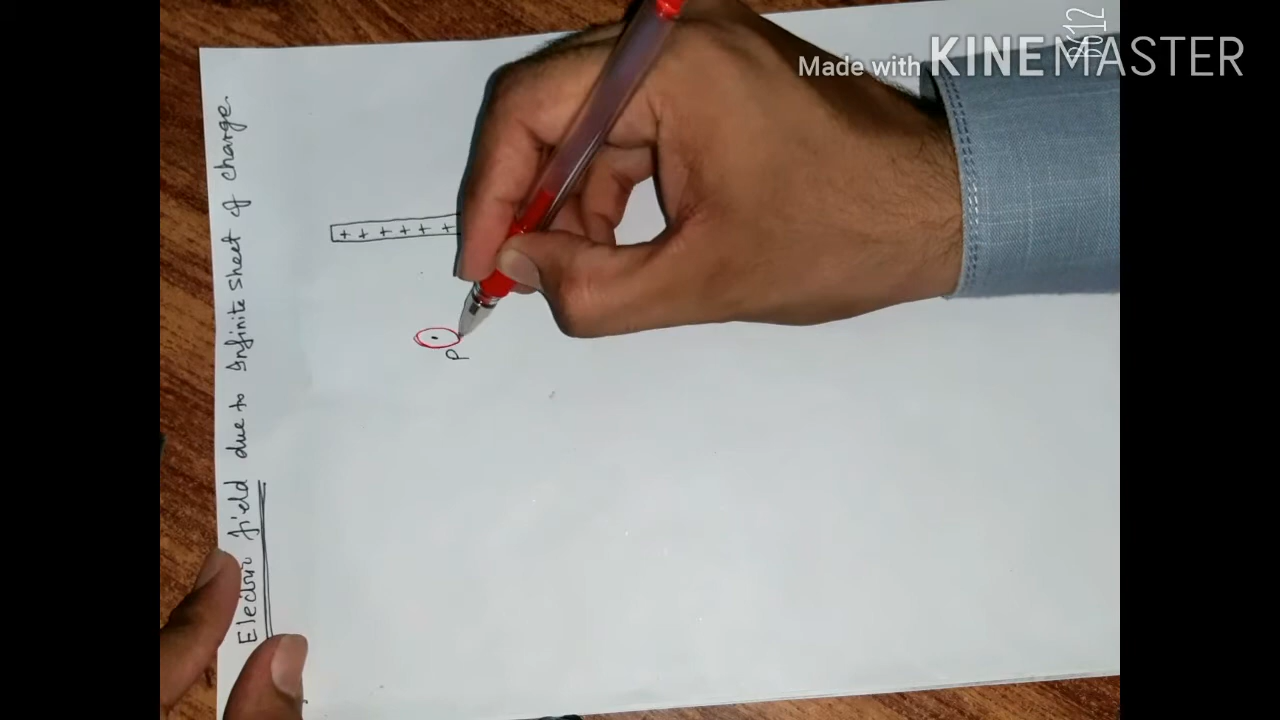 Made with KINEMASTER
Electric field due to Infinite sheet of charge.
+ + + + + +
P